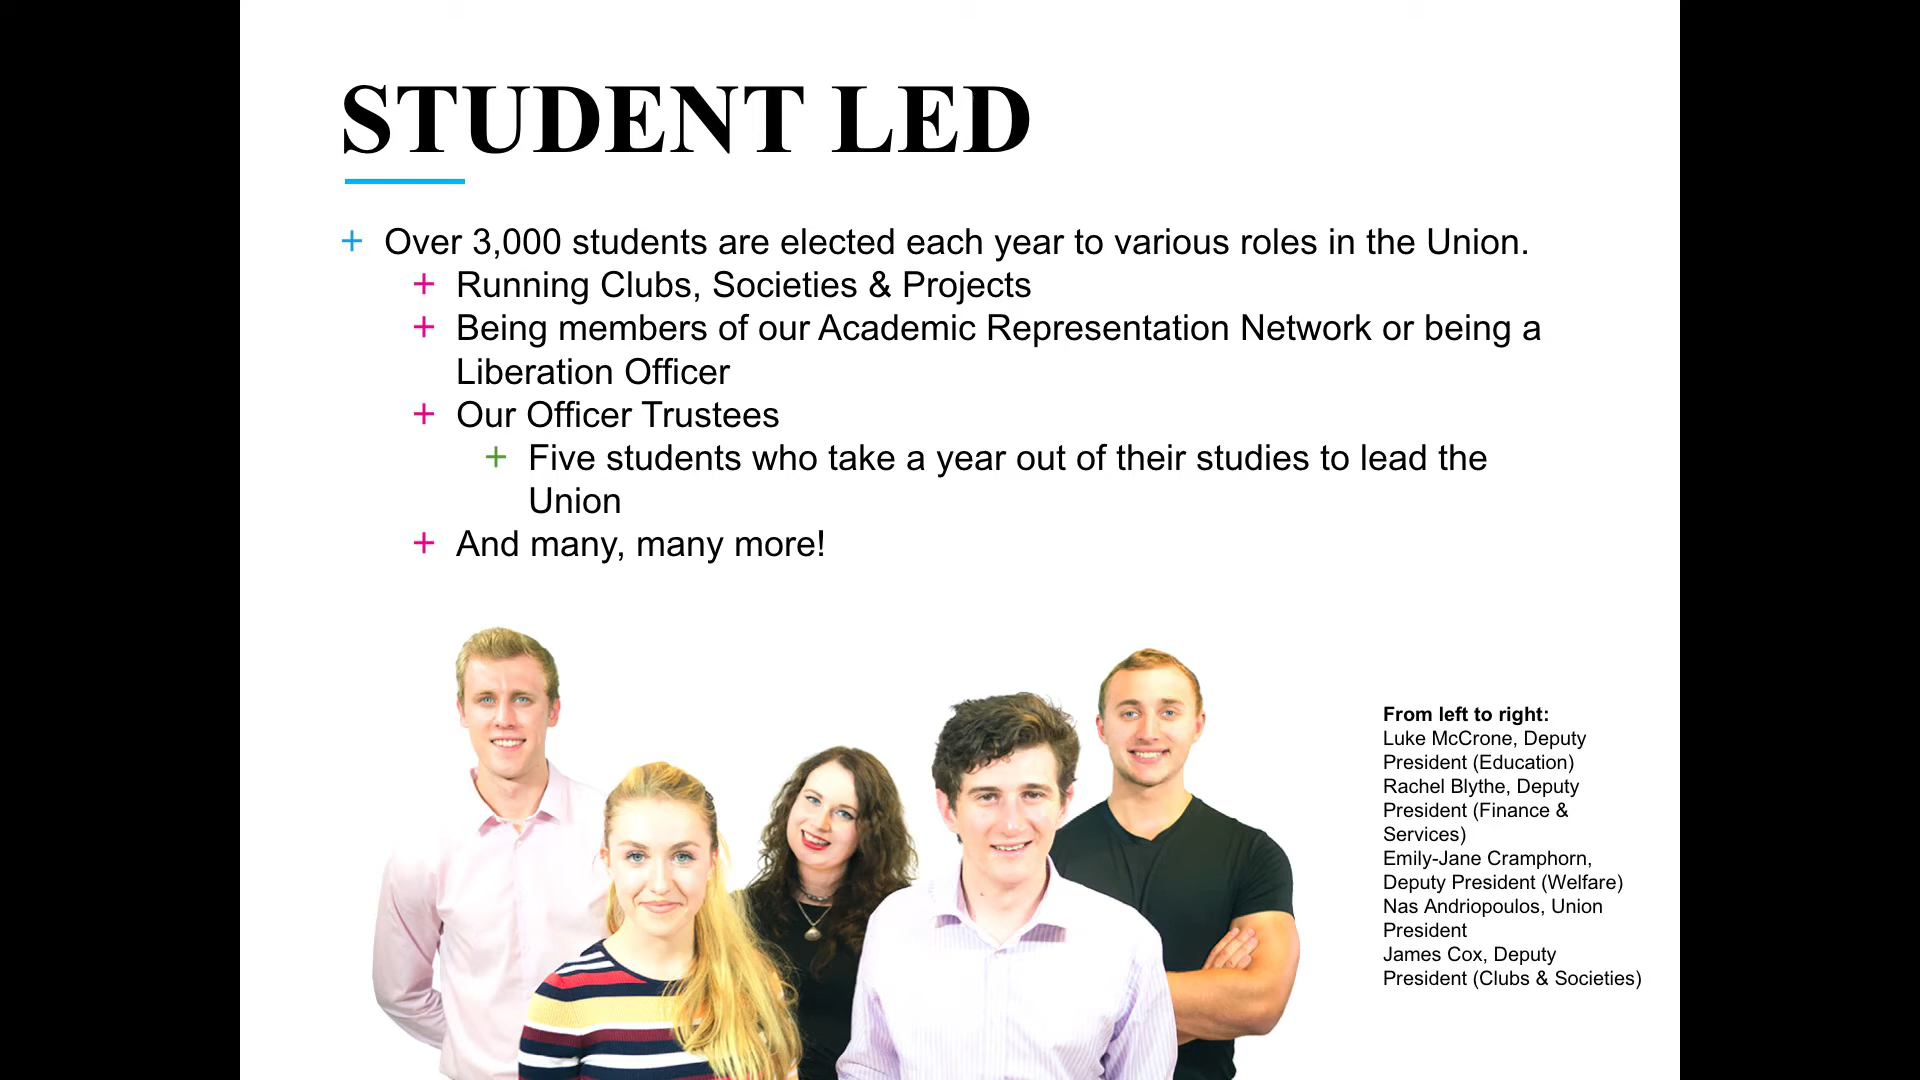 STUDENT LED
+ Over 3,000 students are elected each year to various roles in the Union.
+ Running Clubs, Societies & Projects
+ Being members of our Academic Representation Network or being a
Liberation Officer
+ Our Officer Trustees
+ Five students who take a year out of their studies to lead the
Union
+ And many, many more!
From left to right:
Luke McCrone, Deputy
President (Education)
Rachel Blythe, Deputy
President (Finance &
Services)
Emily-Jane Cramphorn,
Deputy President (Welfare)
Nas Andriopoulos, Union
President
James Cox, Deputy
President (Clubs & Societies)